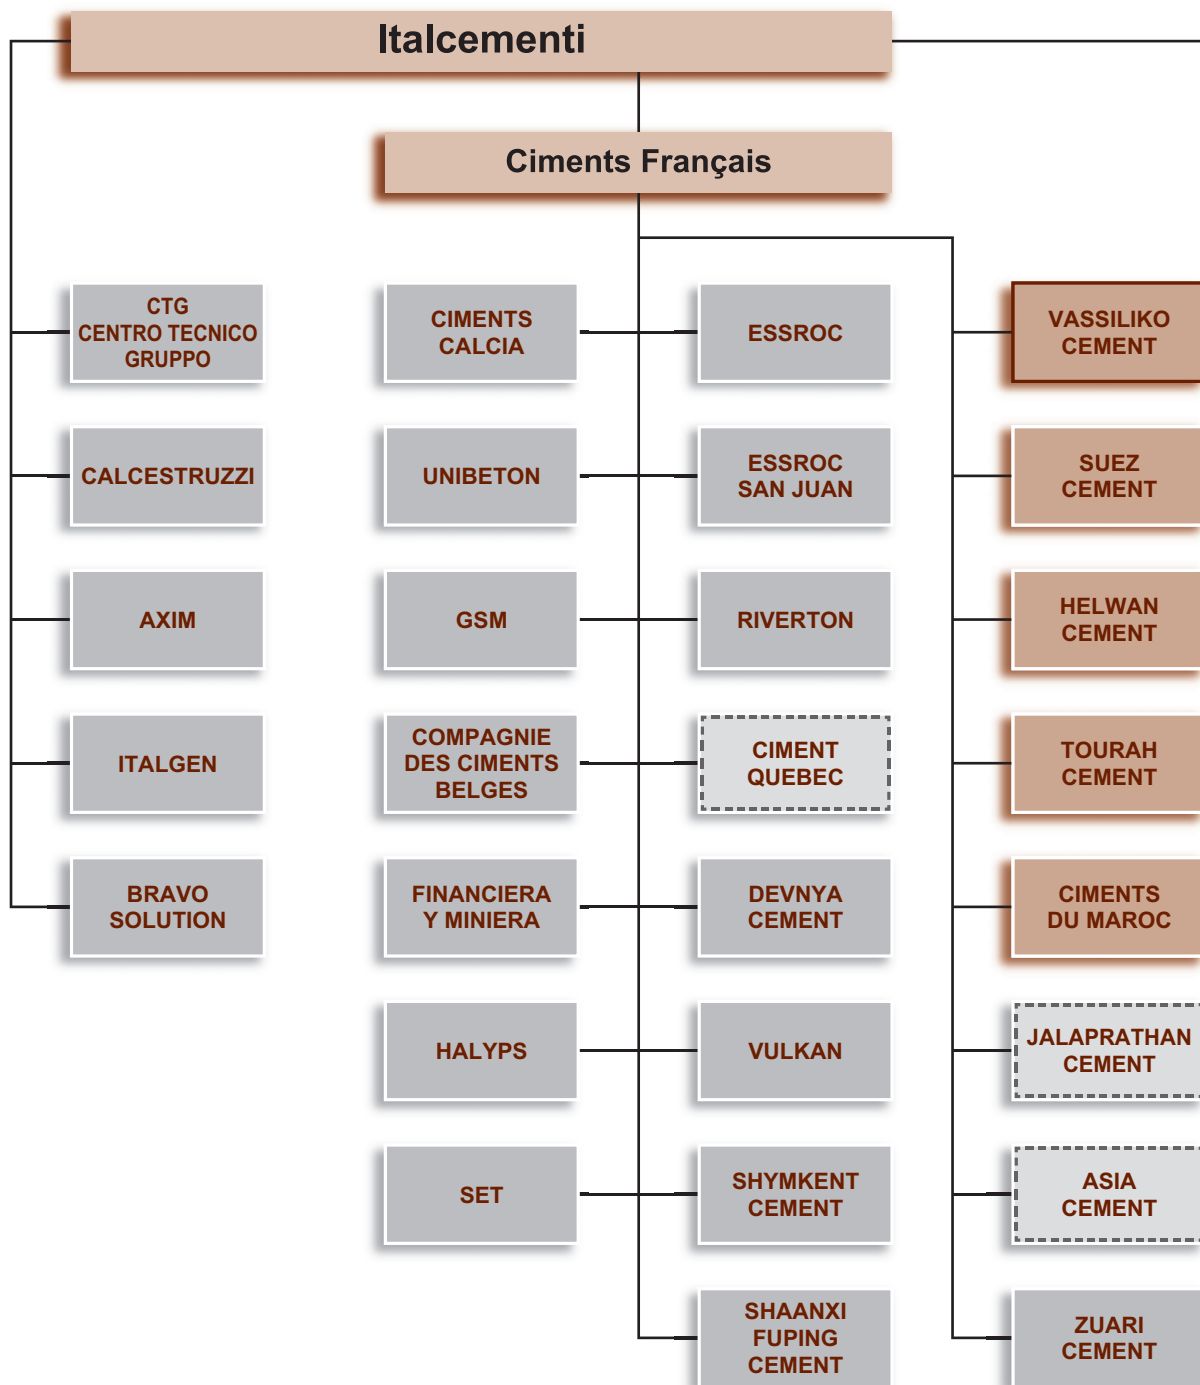 Italcementi
Ciments Français
CTG
CENTRO TECNICO
GRUPPO
CALCESTRUZZI
AXIM
ITALGEN
BRAVO
SOLUTION
CIMENTS
CALCIA
UNIBETON
GSM
COMPAGNIE
DES CIMENTS
BELGES
FINANCIERA
Y MINIERA
HALYPS
SET
ESSROC
ESSROC
SAN JUAN
RIVERTON
CIMENT
QUEBEC
DEVNYA
CEMENT
VULKAN
SHYMKENT
CEMENT
SHAANXI
FUPING
CEMENT
VASSILIKO
CEMENT
SUEZ
CEMENT
HELWAN
CEMENT
TOURAH
CEMENT
CIMENTS
DU MAROC
JALAPRATHAN
CEMENT
ASIA
CEMENT
ZUARI
CEMENT